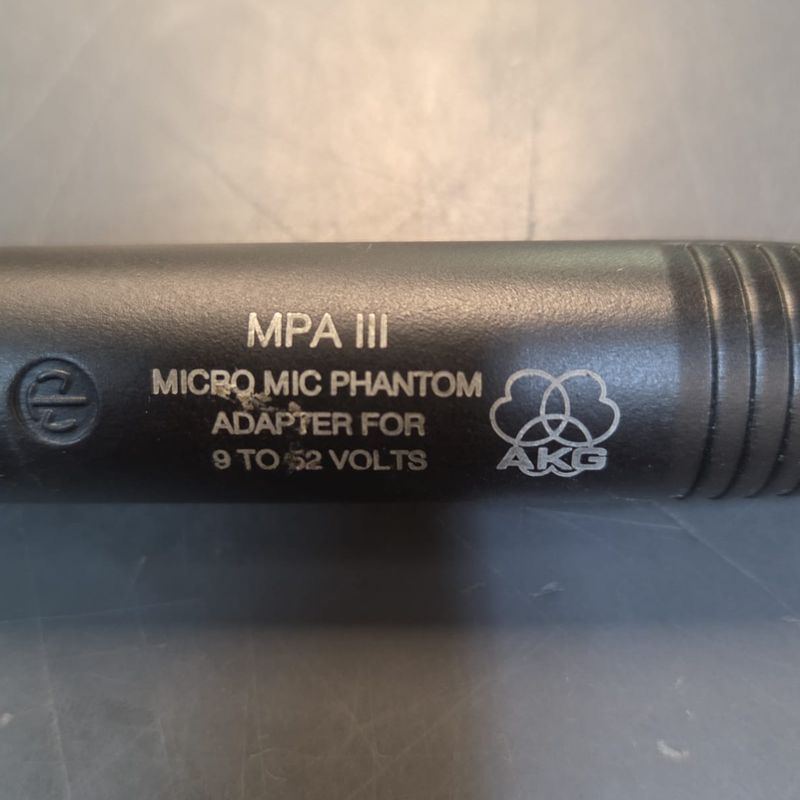 MPA III
MICRO MIC PHANTOM
ADAPTER FOR
9 TO 52 VOLTS
AKG